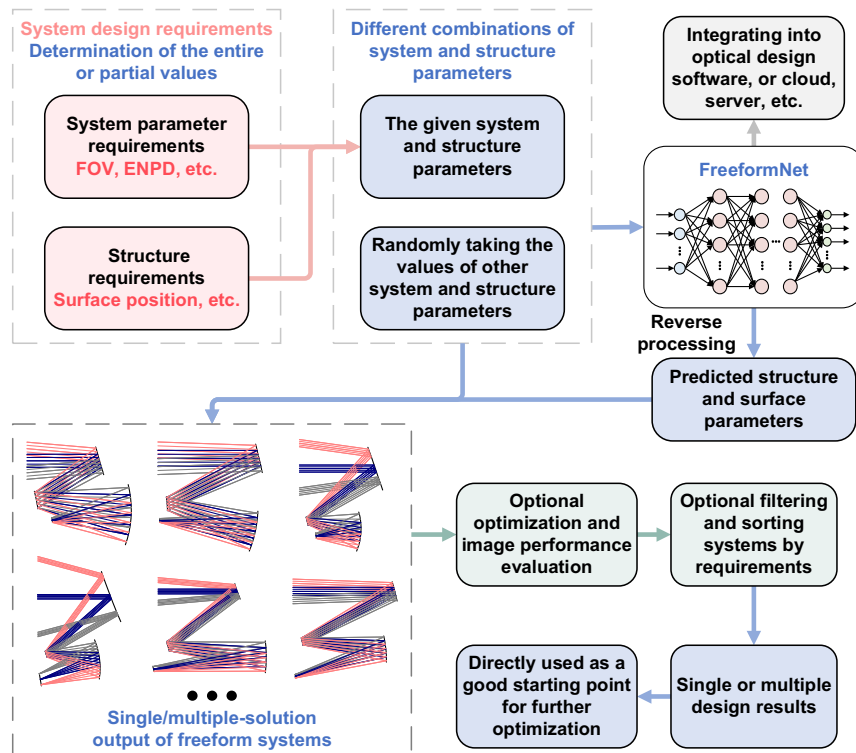 System design requirements
Determination of the entire
or partial values
System parameter
requirements
FOV, ENPD, etc.
Structure
requirements
Surface position, etc.
Different combinations of
system and structure
parameters
The given system
and structure
parameters
Randomly taking the
values of other
system and structure
parameters
Integrating into
optical design
software, or cloud,
server, etc.
FreeformNet
Reverse
processing
Predicted structure
and surface
parameters
Single/multiple-solution
output of freeform systems
Optional
optimization and
image performance
evaluation
Optional filtering
and sorting
systems by
requirements
Single or multiple
design results
Directly used as a
good starting point
for further
optimization